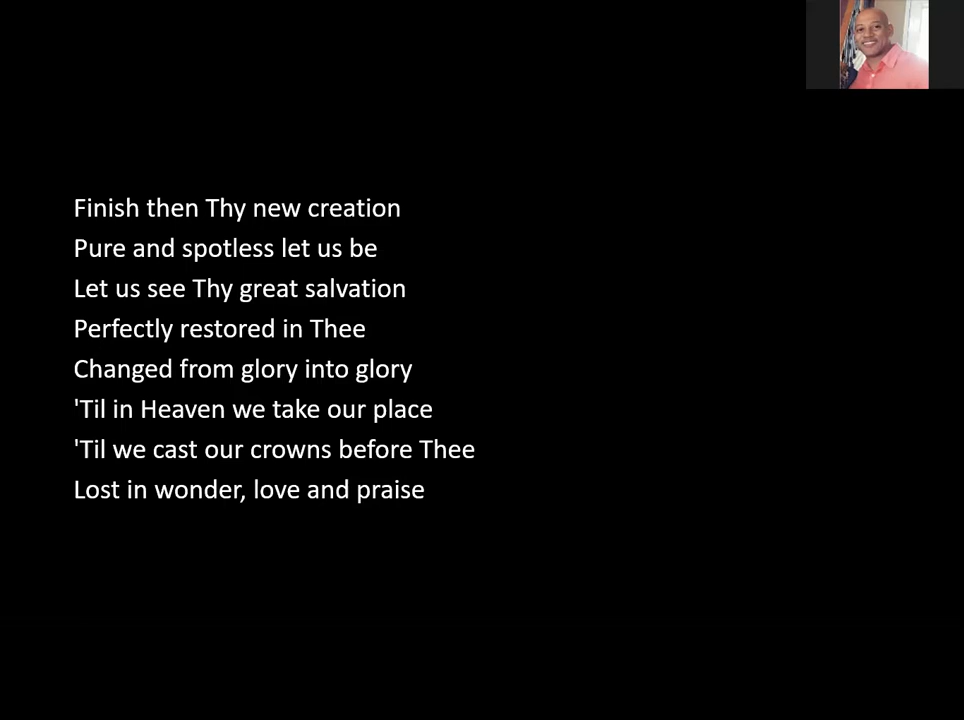 Finish then Thy new creation
Pure and spotless let us be
Let us see Thy great salvation
Perfectly restored in Thee
Changed from glory into glory
'Til in Heaven we take our place
'Til we cast our crowns before Thee
Lost in wonder, love and praise